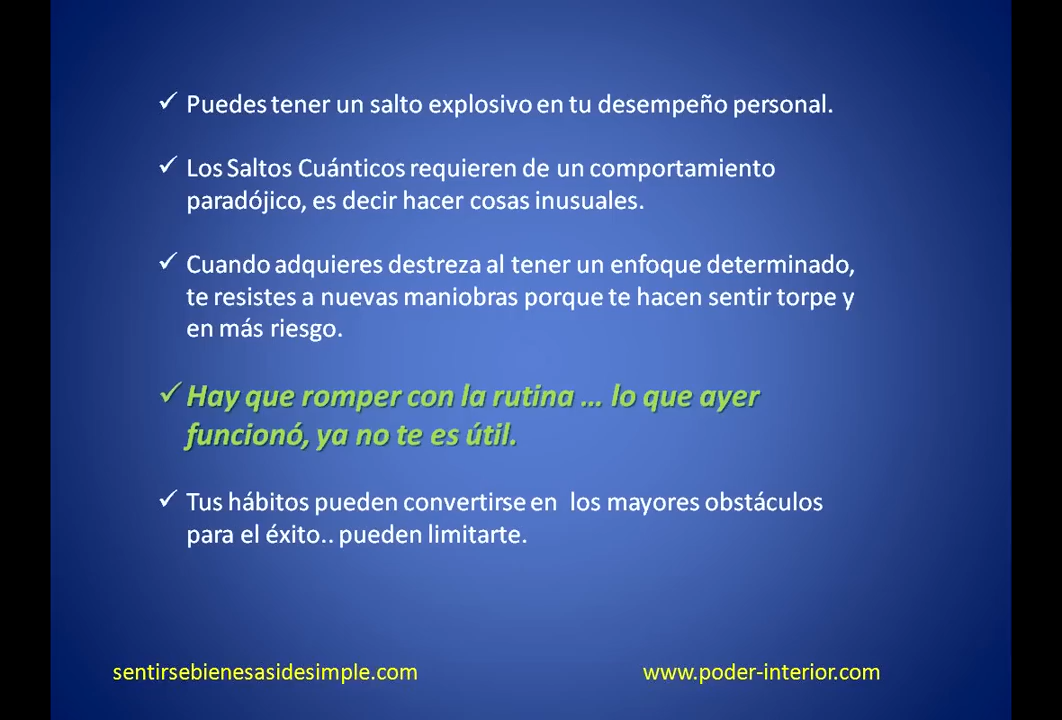 ✓ Puedes tener un salto explosivo en tu desempeño personal.
✓ Los Saltos Cuánticos requieren de un comportamiento
paradójico, es decir hacer cosas inusuales.
✓ Cuando adquieres destreza al tener un enfoque determinado,
te resistes a nuevas maniobras porque te hacen sentir torpe y
en más riesgo.
✓ Hay que romper con la rutina ... lo que ayer
funcionó, ya no te es útil.
✓ Tus hábitos pueden convertirse en  los mayores obstáculos
para el éxito.. pueden limitarte.
sentirsebienesasidesimple.com
www.poder-interior.com